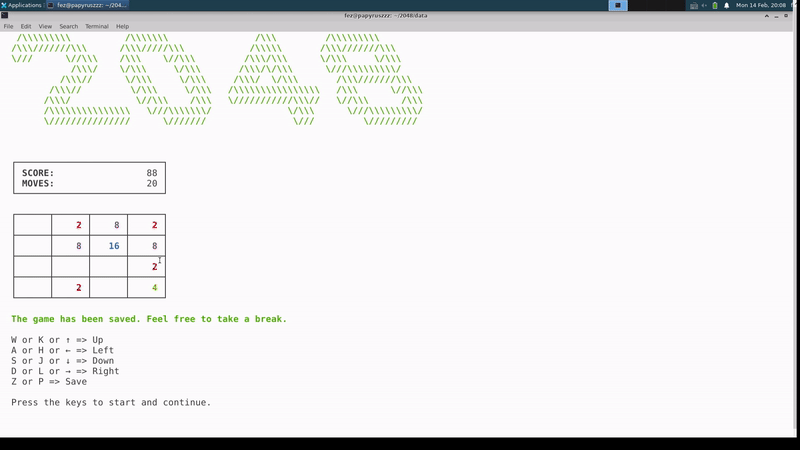 Applications : ~/204...
Mon 14 Feb, 20:08
fez@papyruszzz: ~/2048/data
File Edit View Search Terminal Help
2048
SCORE: 88
MOVES: 20
2 8 2
8 16 8
2
2 4
The game has been saved. Feel free to take a break.
W or K or ↑ => Up
A or H or ← => Left
S or J or ↓ => Down
D or L or → => Right
Z or P => Save
Press the keys to start and continue.